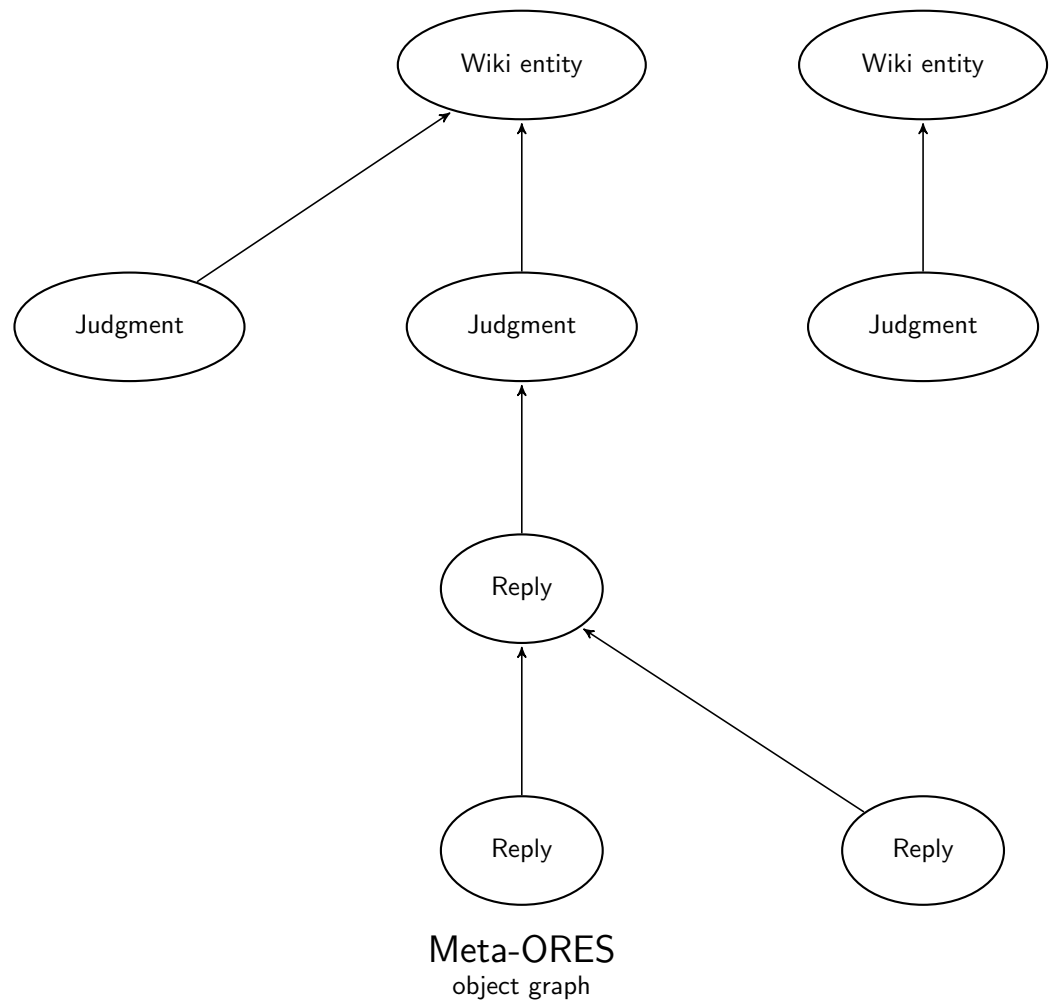 Wiki entity
Wiki entity
Judgment
Judgment
Judgment
Reply
Reply
Reply
Meta-ORES
object graph